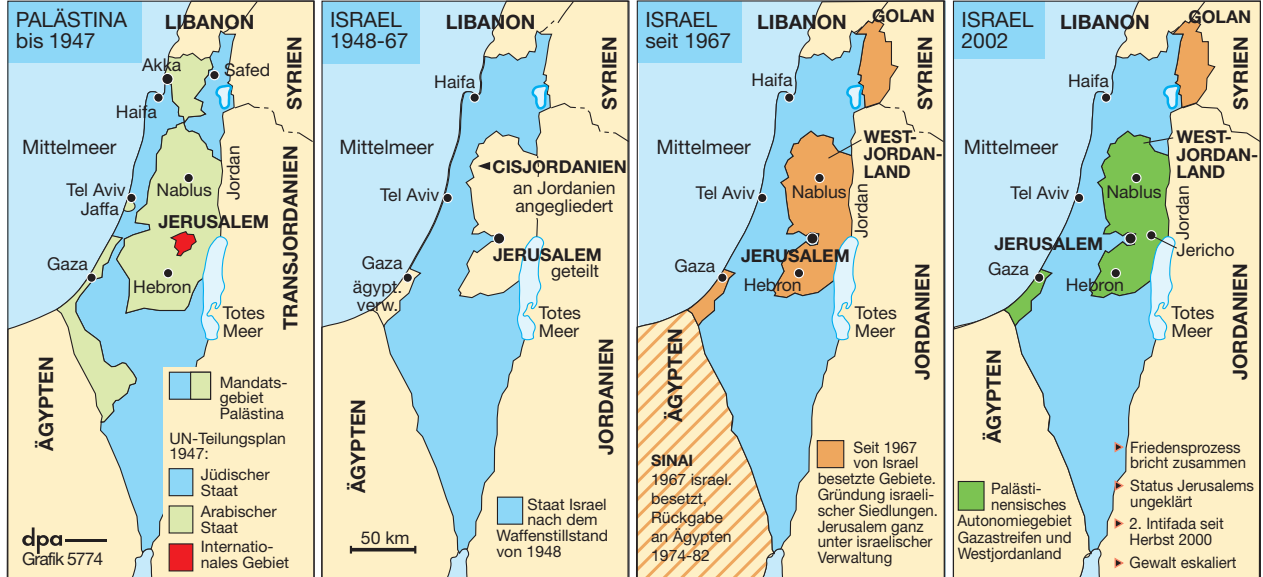 PALÄSTINA
bis 1947
LIBANON
SYRIEN
Akka
Safed
Haifa
Mittelmeer
Jordan
Nablus
Tel Aviv
Jaffa
JERUSALEM
TRANSJORDANIEN
Gaza
Hebron
Totes
Meer
ÄGYPTEN
Mandats-
gebiet
Palästina
UN-Teilungsplan
1947:
Jüdischer
Staat
Arabischer
Staat
Internatio-
nales Gebiet
dpa
Grafik 5774
ISRAEL
1948-67
LIBANON
SYRIEN
Haifa
Mittelmeer
CISJORDANIEN
an Jordanien
angegliedert
Tel Aviv
JERUSALEM
geteilt
Gaza
ägypt.
verw.
Totes
Meer
JORDANIEN
ÄGYPTEN
Staat Israel
nach dem
Waffenstillstand
von 1948
50 km
ISRAEL
seit 1967
LIBANON
GOLAN
SYRIEN
Haifa
Mittelmeer
WEST-
JORDAN-
LAND
Nablus
Tel Aviv
Jordan
JERUSALEM
Gaza
Hebron
Totes
Meer
JORDANIEN
ÄGYPTEN
SINAI
1967 israel.
besetzt,
Rückgabe
an Ägypten
1974-82
Seit 1967
von Israel
besetzte Gebiete.
Gründung israeli-
scher Siedlungen.
Jerusalem ganz
unter israelischer
Verwaltung
ISRAEL
2002
LIBANON
GOLAN
SYRIEN
Haifa
Mittelmeer
WEST-
JORDAN-
LAND
Nablus
Tel Aviv
Jordan
JERUSALEM
Jericho
Gaza
Hebron
Totes
Meer
JORDANIEN
ÄGYPTEN
Palästi-
nensisches
Autonomiegebiet
Gazastreifen und
Westjordanland
Friedensprozess
bricht zusammen
Status Jerusalems
ungeklärt
2. Intifada seit
Herbst 2000
Gewalt eskaliert